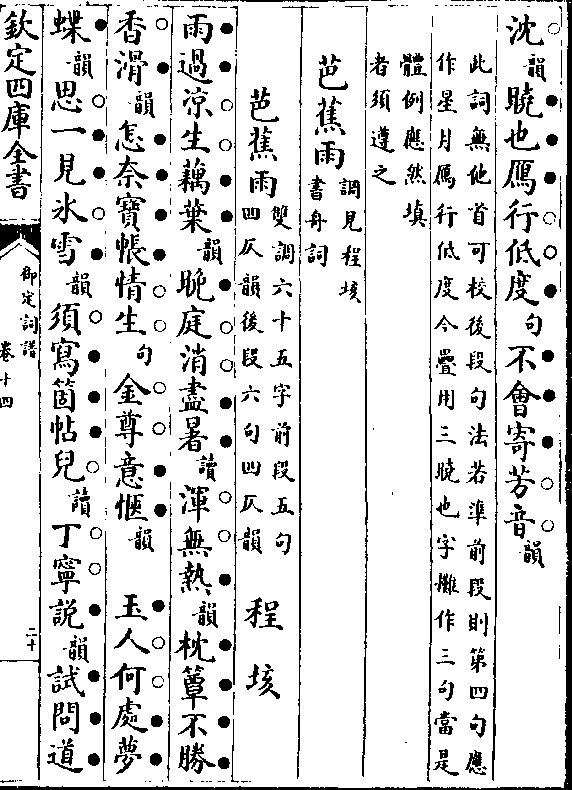 沈韻曉也鴈行低度句不會寄芳音韻
此詞無他首可校後段句法若準前段則第四句應
作星月鴈行低度今疊用三曉也字攤作三句當是
體例應然填
者須遵之
芭蕉雨調見程垓
書舟詞
芭蕉雨雙調六十五字前段五句
四仄韻後段六句四仄韻
程垓
雨過涼生藕葉韻晚庭消盡暑讀渾無熱韻枕簟不勝
香滑韻怎奈寶帳情生句金尊意愜韻 玉人何處夢
蝶韻思一見氷雪韻須寫箇帖兒讀丁寧說韻試問道
欽定四庫全書
御定詞譜
卷十四
二十